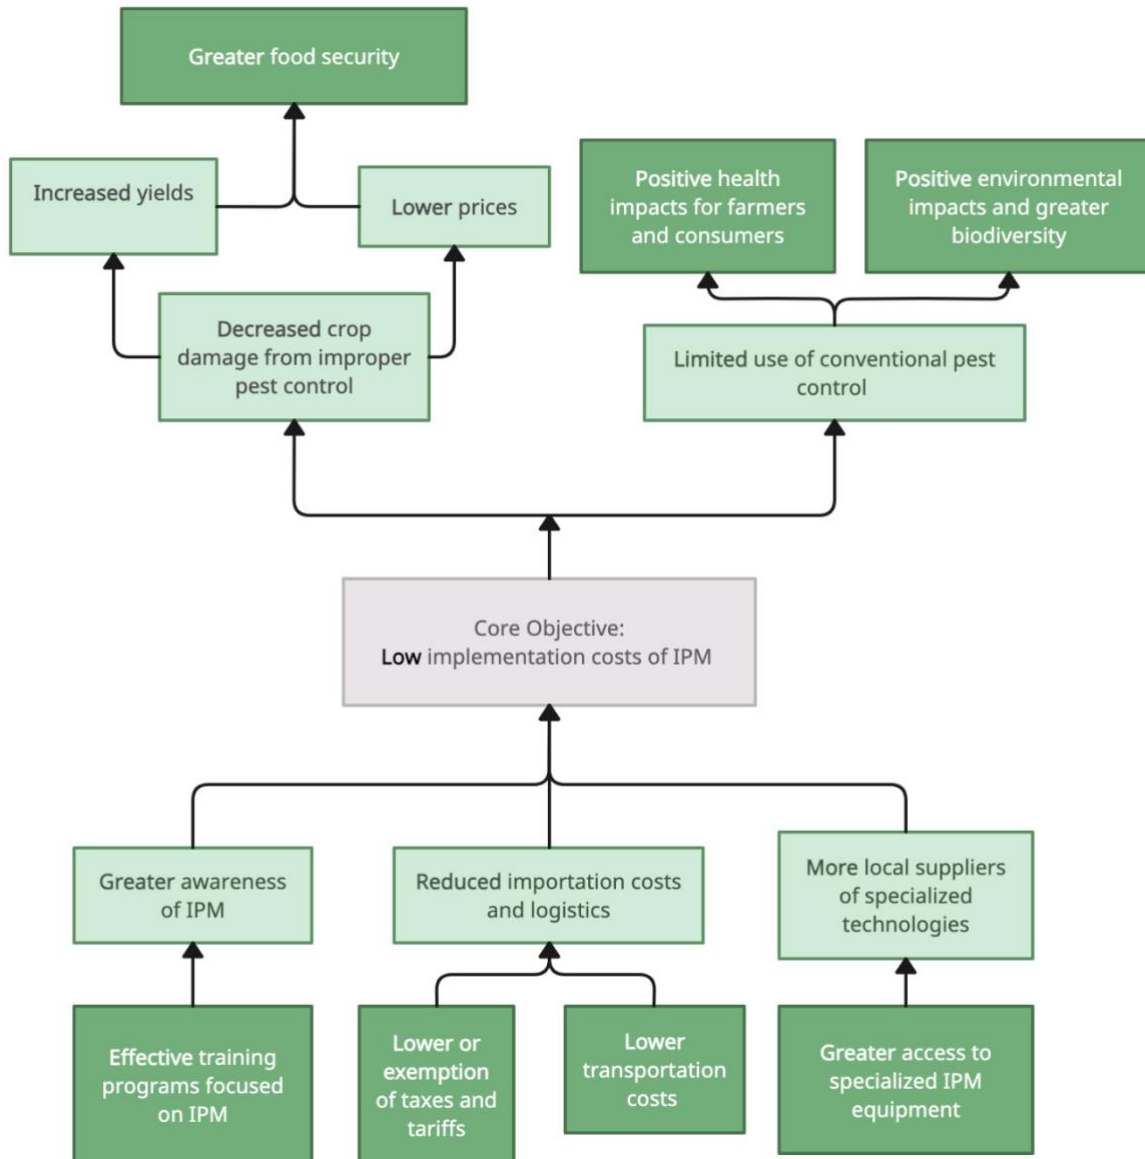 Greater food security
Increased yields
Lower prices
Positive health
impacts for farmers
and consumers
Positive environmental
impacts and greater
biodiversity
Decreased crop
damage from improper
pest control
Limited use of conventional pest
control
Core Objective:
Low implementation costs of IPM
Greater awareness
of IPM
Reduced importation costs
and logistics
More local suppliers
of specialized
technologies
Effective training
programs focused
on IPM
Lower or
exemption
of taxes and
tariffs
Lower
transportation
costs
Greater access to
specialized IPM
equipment